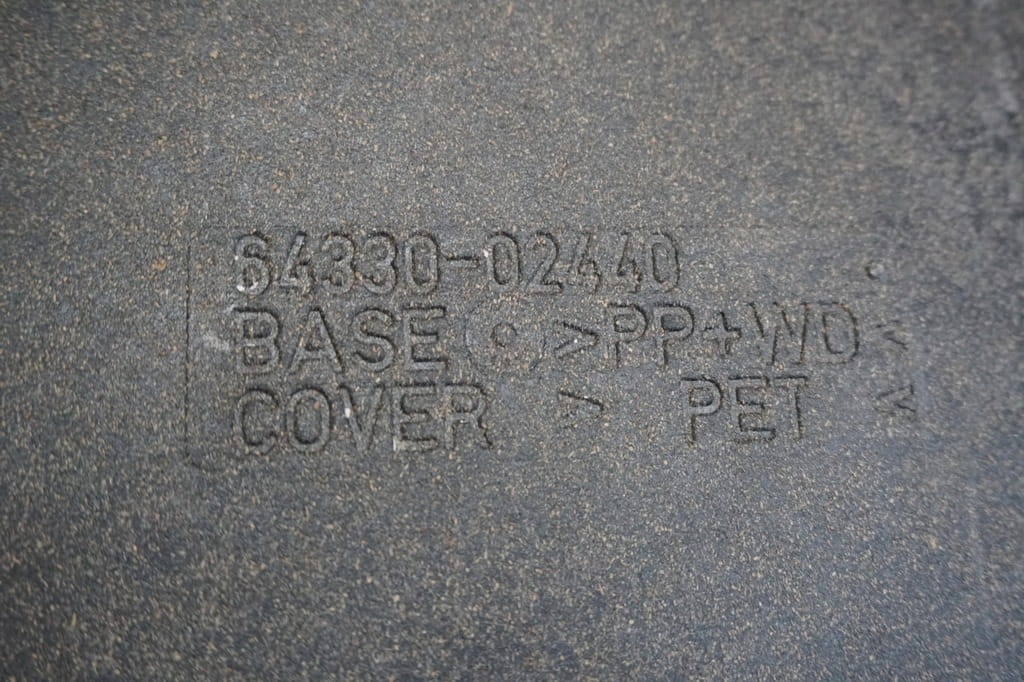 64330-02440
BASE >PP+WD<
COVER > PET <